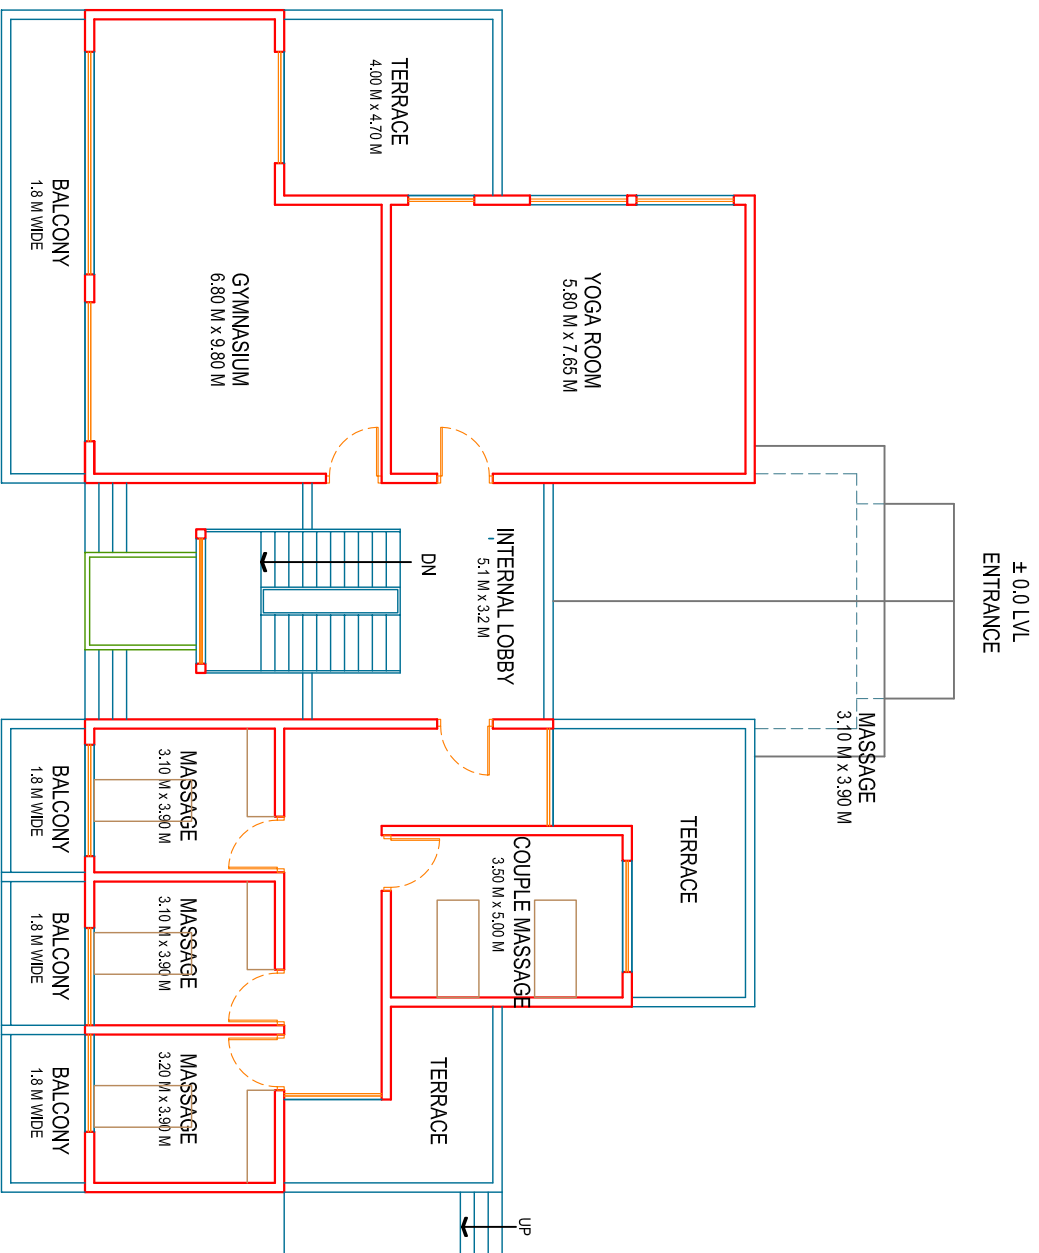 ± 0.0 LVL
ENTRANCE
MASSAGE
3.10 M x 3.90 M
TERRACE
4.00 M x 4.70 M
YOGA ROOM
5.80 M x 7.65 M
GYMNASIUM
6.80 M x 9.80 M
BALCONY
1.8 M WIDE
INTERNAL LOBBY
5.1 M x 3.2 M
DN
TERRACE
COUPLE MASSAGE
3.50 M x 5.00 M
TERRACE
UP
MASSAGE
3.10 M x 3.90 M
MASSAGE
3.10 M x 3.90 M
MASSAGE
3.20 M x 3.90 M
BALCONY
1.8 M WIDE
BALCONY
1.8 M WIDE
BALCONY
1.8 M WIDE